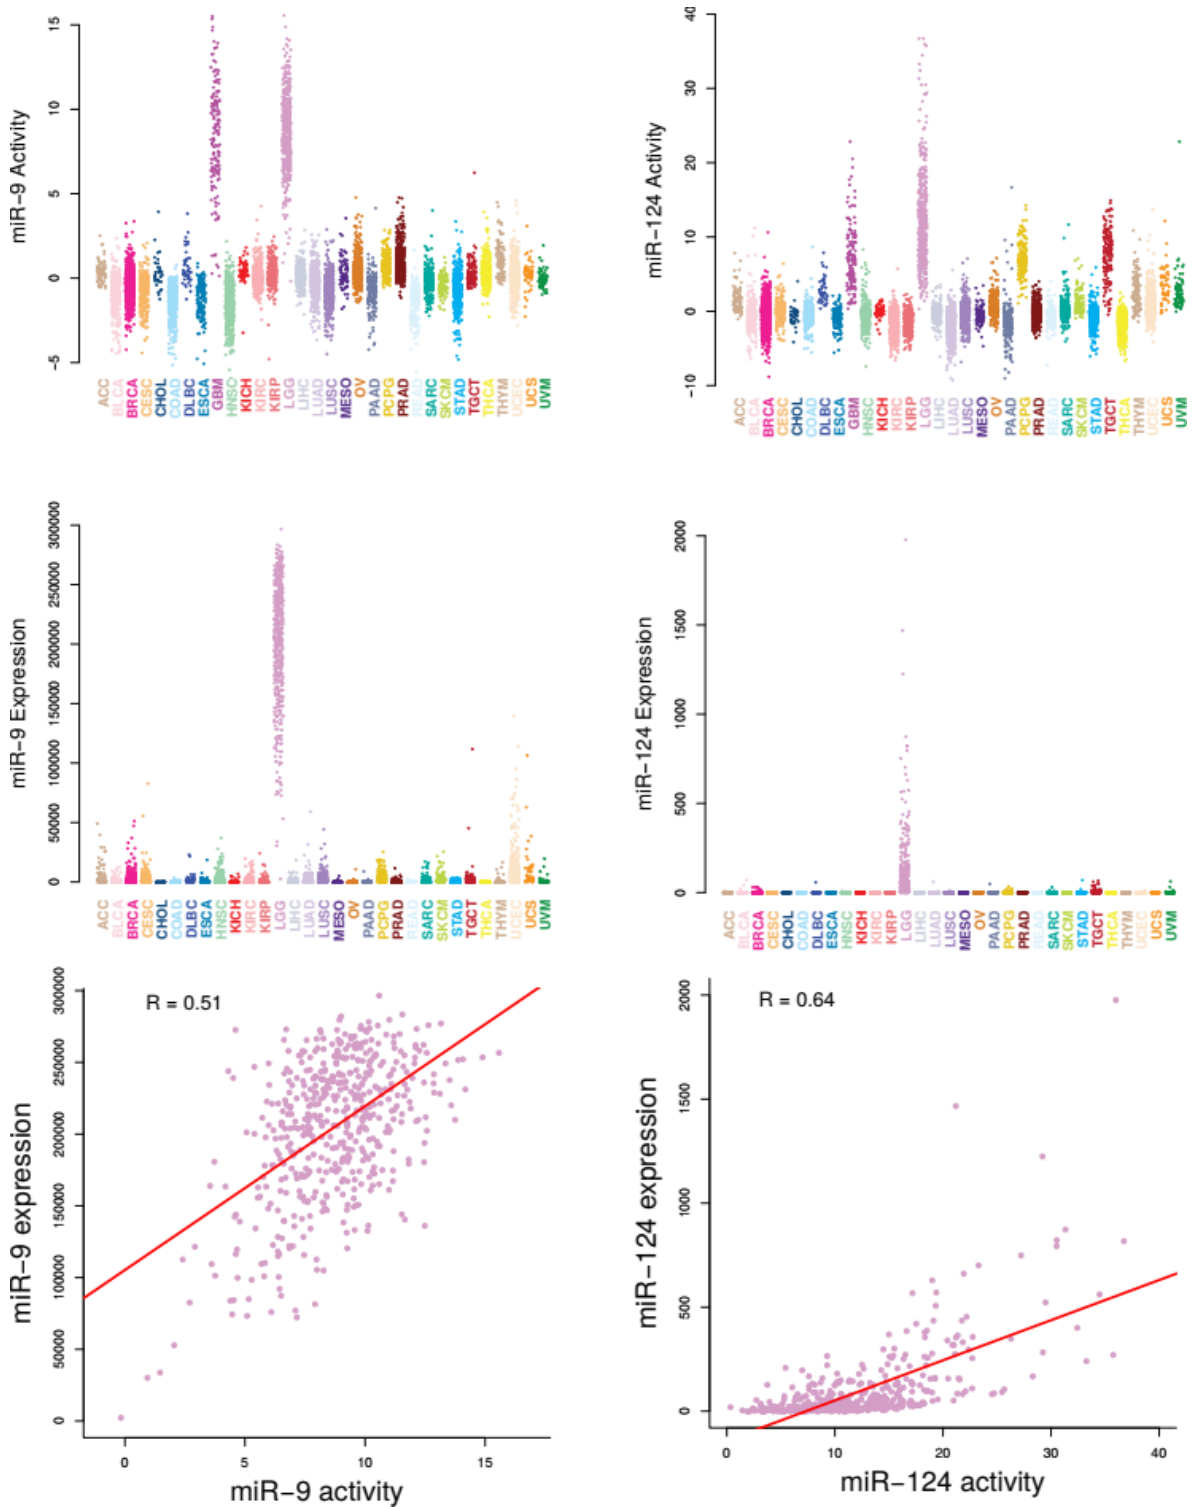 miR-9 Activity
15
10
5
0
-5
ACC BLCA BRCA CESC CHOL COAD DLBC ESCA GBM HNSC KICH KIRC KIRP LGG LIHC LUAD LUSC MESO OV PAAD PCPG PRAD READ SARC SKCM STAD TGCT THCA THYM UCEC UCS UVM
miR-124 Activity
40
30
20
10
0
-10
ACC BLCA BRCA CESC CHOL COAD DLBC ESCA GBM HNSC KICH KIRC KIRP LGG LIHC LUAD LUSC MESO OV PAAD PCPG PRAD READ SARC SKCM STAD TGCT THCA THYM UCEC UCS UVM
miR-9 Expression
300000
250000
200000
150000
100000
50000
0
ACC BLCA BRCA CESC CHOL COAD DLBC ESCA HNSC KICH KIRC KIRP LGG LIHC LUAD LUSC MESO OV PAAD PCPG PRAD READ SARC SKCM STAD TGCT THCA THYM UCEC UCS UVM
miR-124 Expression
2000
1500
1000
500
0
ACC BLCA BRCA CESC CHOL COAD DLBC ESCA HNSC KICH KIRC KIRP LGG LIHC LUAD LUSC MESO OV PAAD PCPG PRAD READ SARC SKCM STAD TGCT THCA THYM UCEC UCS UVM
R = 0.51
miR-9 expression
300000
250000
200000
150000
100000
50000
0
0 5 10 15
miR-9 activity
R = 0.64
miR-124 expression
2000
1500
1000
500
0
0 10 20 30 40
miR-124 activity